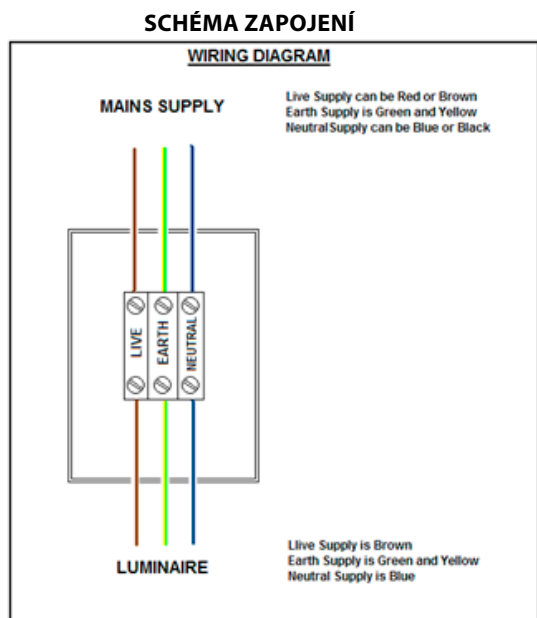 SCHÉMA ZAPOJENÍ
WIRING DIAGRAM
MAINS SUPPLY
Live Supply can be Red or Brown
Earth Supply is Green and Yellow
NeutralSupply can be Blue or Black
LIVE
EARTH
NEUTRAL
LUMINAIRE
Llive Supply is Brown
Earth Supply is Green and Yellow
Neutral Supply is Blue